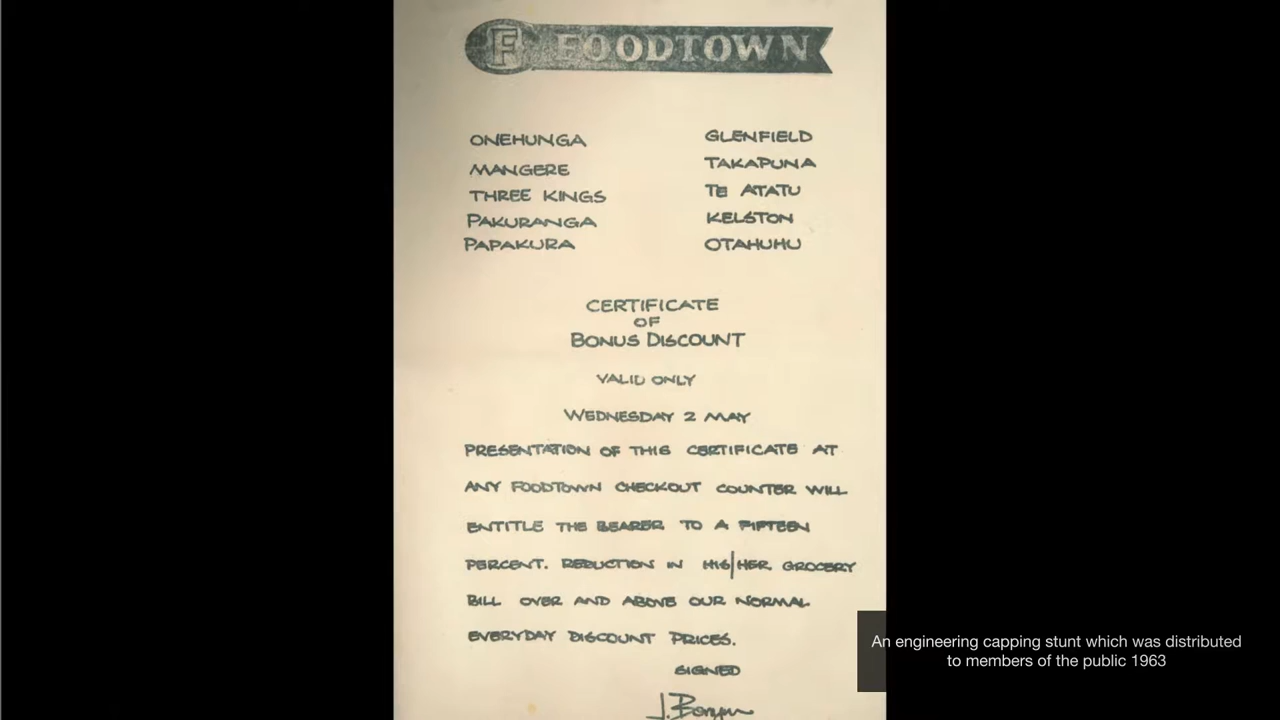 F FOODTOWN
ONEHUNGA
MANGERE
THREE KINGS
PAKURANGA
PAPAKURA
GLENFIELD
TAKAPUNA
TE ATATU
KELSTON
OTAHUHU
CERTIFICATE
OF
BONUS DISCOUNT
VALID ONLY
WEDNESDAY 2 MAY
PRESENTATION OF THIS CERTIFICATE AT
ANY FOODTOWN CHECKOUT COUNTER WILL
ENTITLE THE BEARER TO A FIFTEEN
PERCENT. REDUCTION IN HIS/HER GROCERY
BILL OVER AND ABOVE OUR NORMAL
EVERYDAY DISCOUNT PRICES.
SIGNED
J.
An engineering capping stunt which was distributed
to members of the public 1963